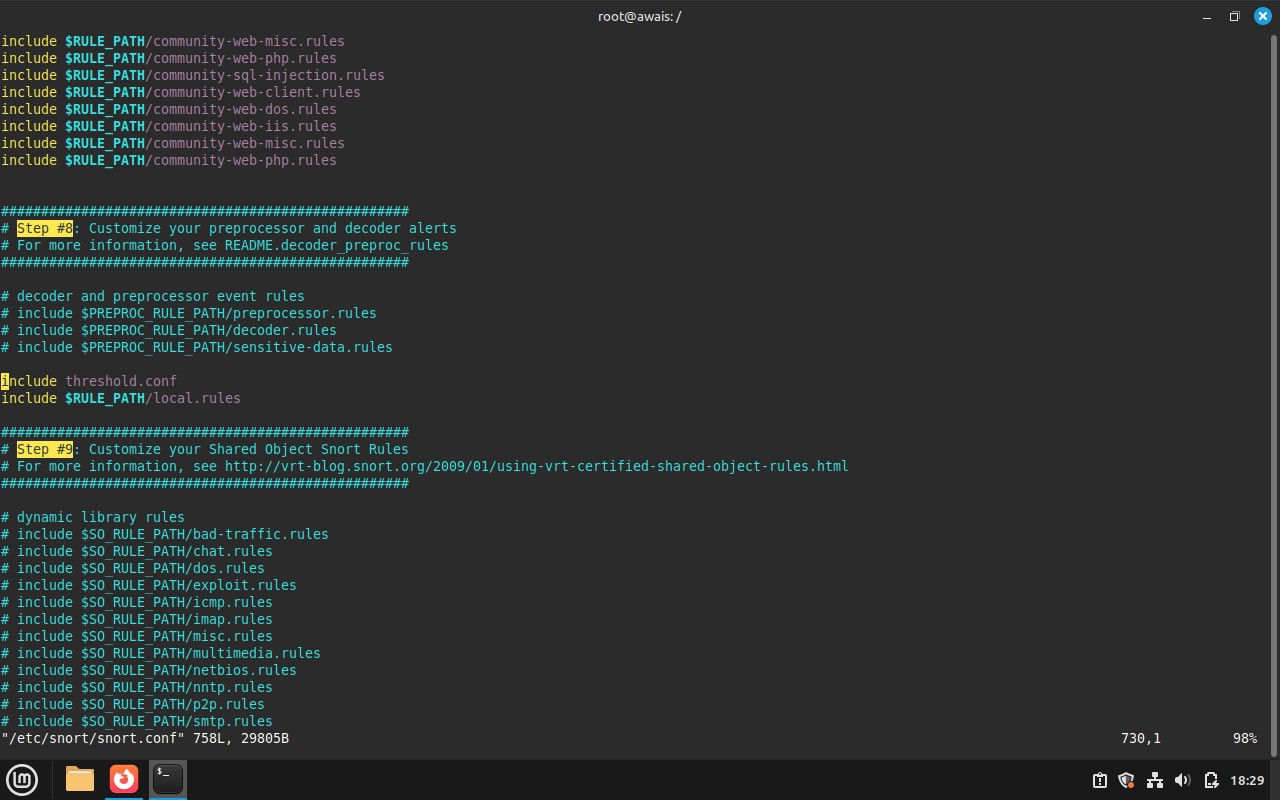 root@awais: /
include $RULE_PATH/community-web-misc.rules
include $RULE_PATH/community-web-php.rules
include $RULE_PATH/community-sql-injection.rules
include $RULE_PATH/community-web-client.rules
include $RULE_PATH/community-web-dos.rules
include $RULE_PATH/community-web-iis.rules
include $RULE_PATH/community-web-misc.rules
include $RULE_PATH/community-web-php.rules
###################################################
# Step #8: Customize your preprocessor and decoder alerts
# For more information, see README.decoder_preproc_rules
###################################################
# decoder and preprocessor event rules
# include $PREPROC_RULE_PATH/preprocessor.rules
# include $PREPROC_RULE_PATH/decoder.rules
# include $PREPROC_RULE_PATH/sensitive-data.rules
include threshold.conf
include $RULE_PATH/local.rules
###################################################
# Step #9: Customize your Shared Object Snort Rules
# For more information, see http://vrt-blog.snort.org/2009/01/using-vrt-certified-shared-object-rules.html
###################################################
# dynamic library rules
# include $SO_RULE_PATH/bad-traffic.rules
# include $SO_RULE_PATH/chat.rules
# include $SO_RULE_PATH/dos.rules
# include $SO_RULE_PATH/exploit.rules
# include $SO_RULE_PATH/icmp.rules
# include $SO_RULE_PATH/imap.rules
# include $SO_RULE_PATH/misc.rules
# include $SO_RULE_PATH/multimedia.rules
# include $SO_RULE_PATH/netbios.rules
# include $SO_RULE_PATH/nntp.rules
# include $SO_RULE_PATH/p2p.rules
# include $SO_RULE_PATH/smtp.rules
"/etc/snort/snort.conf" 758L, 29805B 730,1 98%
$_ 18:29